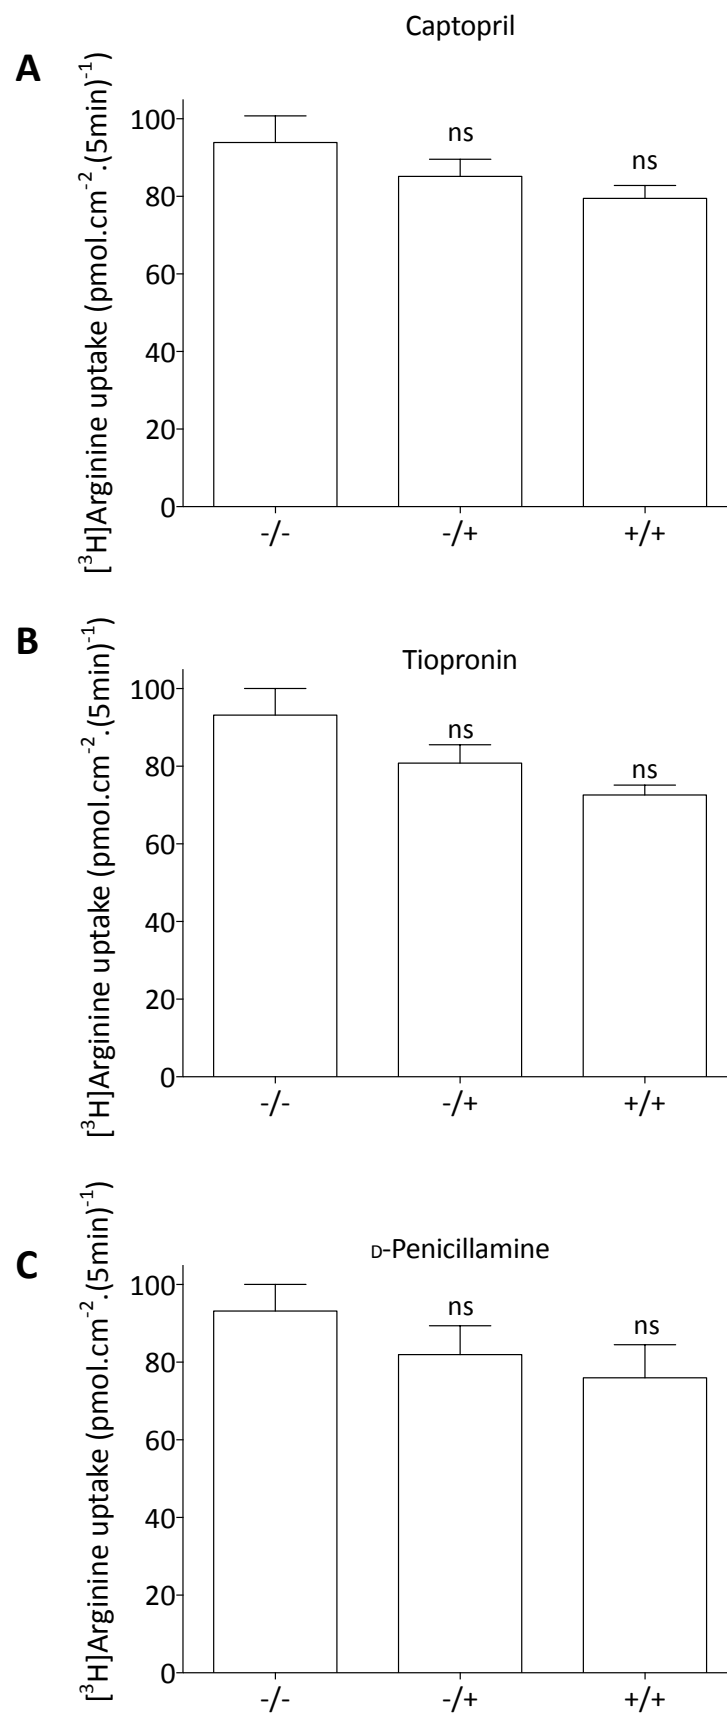 Captopril
A
[³H]Arginine uptake (pmol.cm⁻².(5min)⁻¹)
100
80
60
40
20
0
ns
ns
-/-
-/+
+/+
B
Tiopronin
[³H]Arginine uptake (pmol.cm⁻².(5min)⁻¹)
100
80
60
40
20
0
ns
ns
-/-
-/+
+/+
C
D-Penicillamine
[³H]Arginine uptake (pmol.cm⁻².(5min)⁻¹)
100
80
60
40
20
0
ns
ns
-/-
-/+
+/+